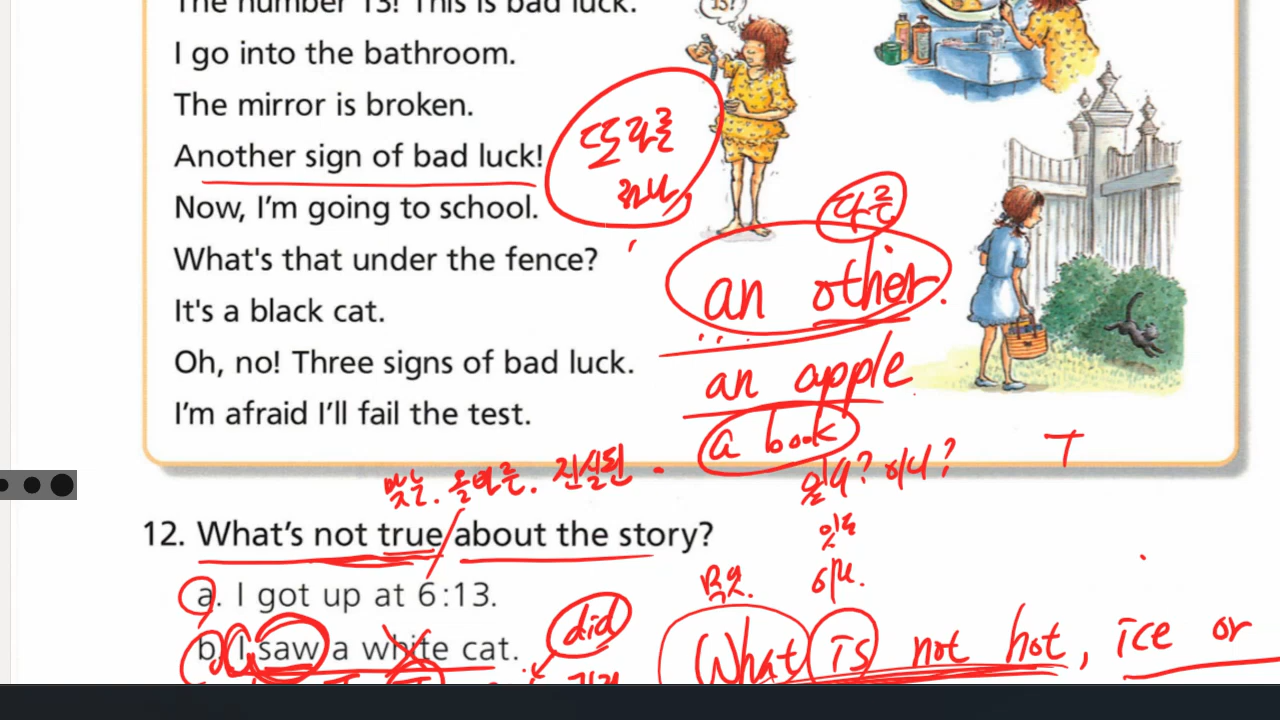 The number 13! This is bad luck.
13?
I go into the bathroom.
The mirror is broken.
Another sign of bad luck!
또 다른
하나
Now, I'm going to school.
다른
What's that under the fence?
an other.
It's a black cat.
Oh, no! Three signs of bad luck.
an apple
I'm afraid I'll fail the test.
a book
맞는. 올바른. 진실된
이니?
12. What's not true about the story?
a. I got up at 6:13.
무엇.
did
b. I saw a white cat.
What is not hot, ice or